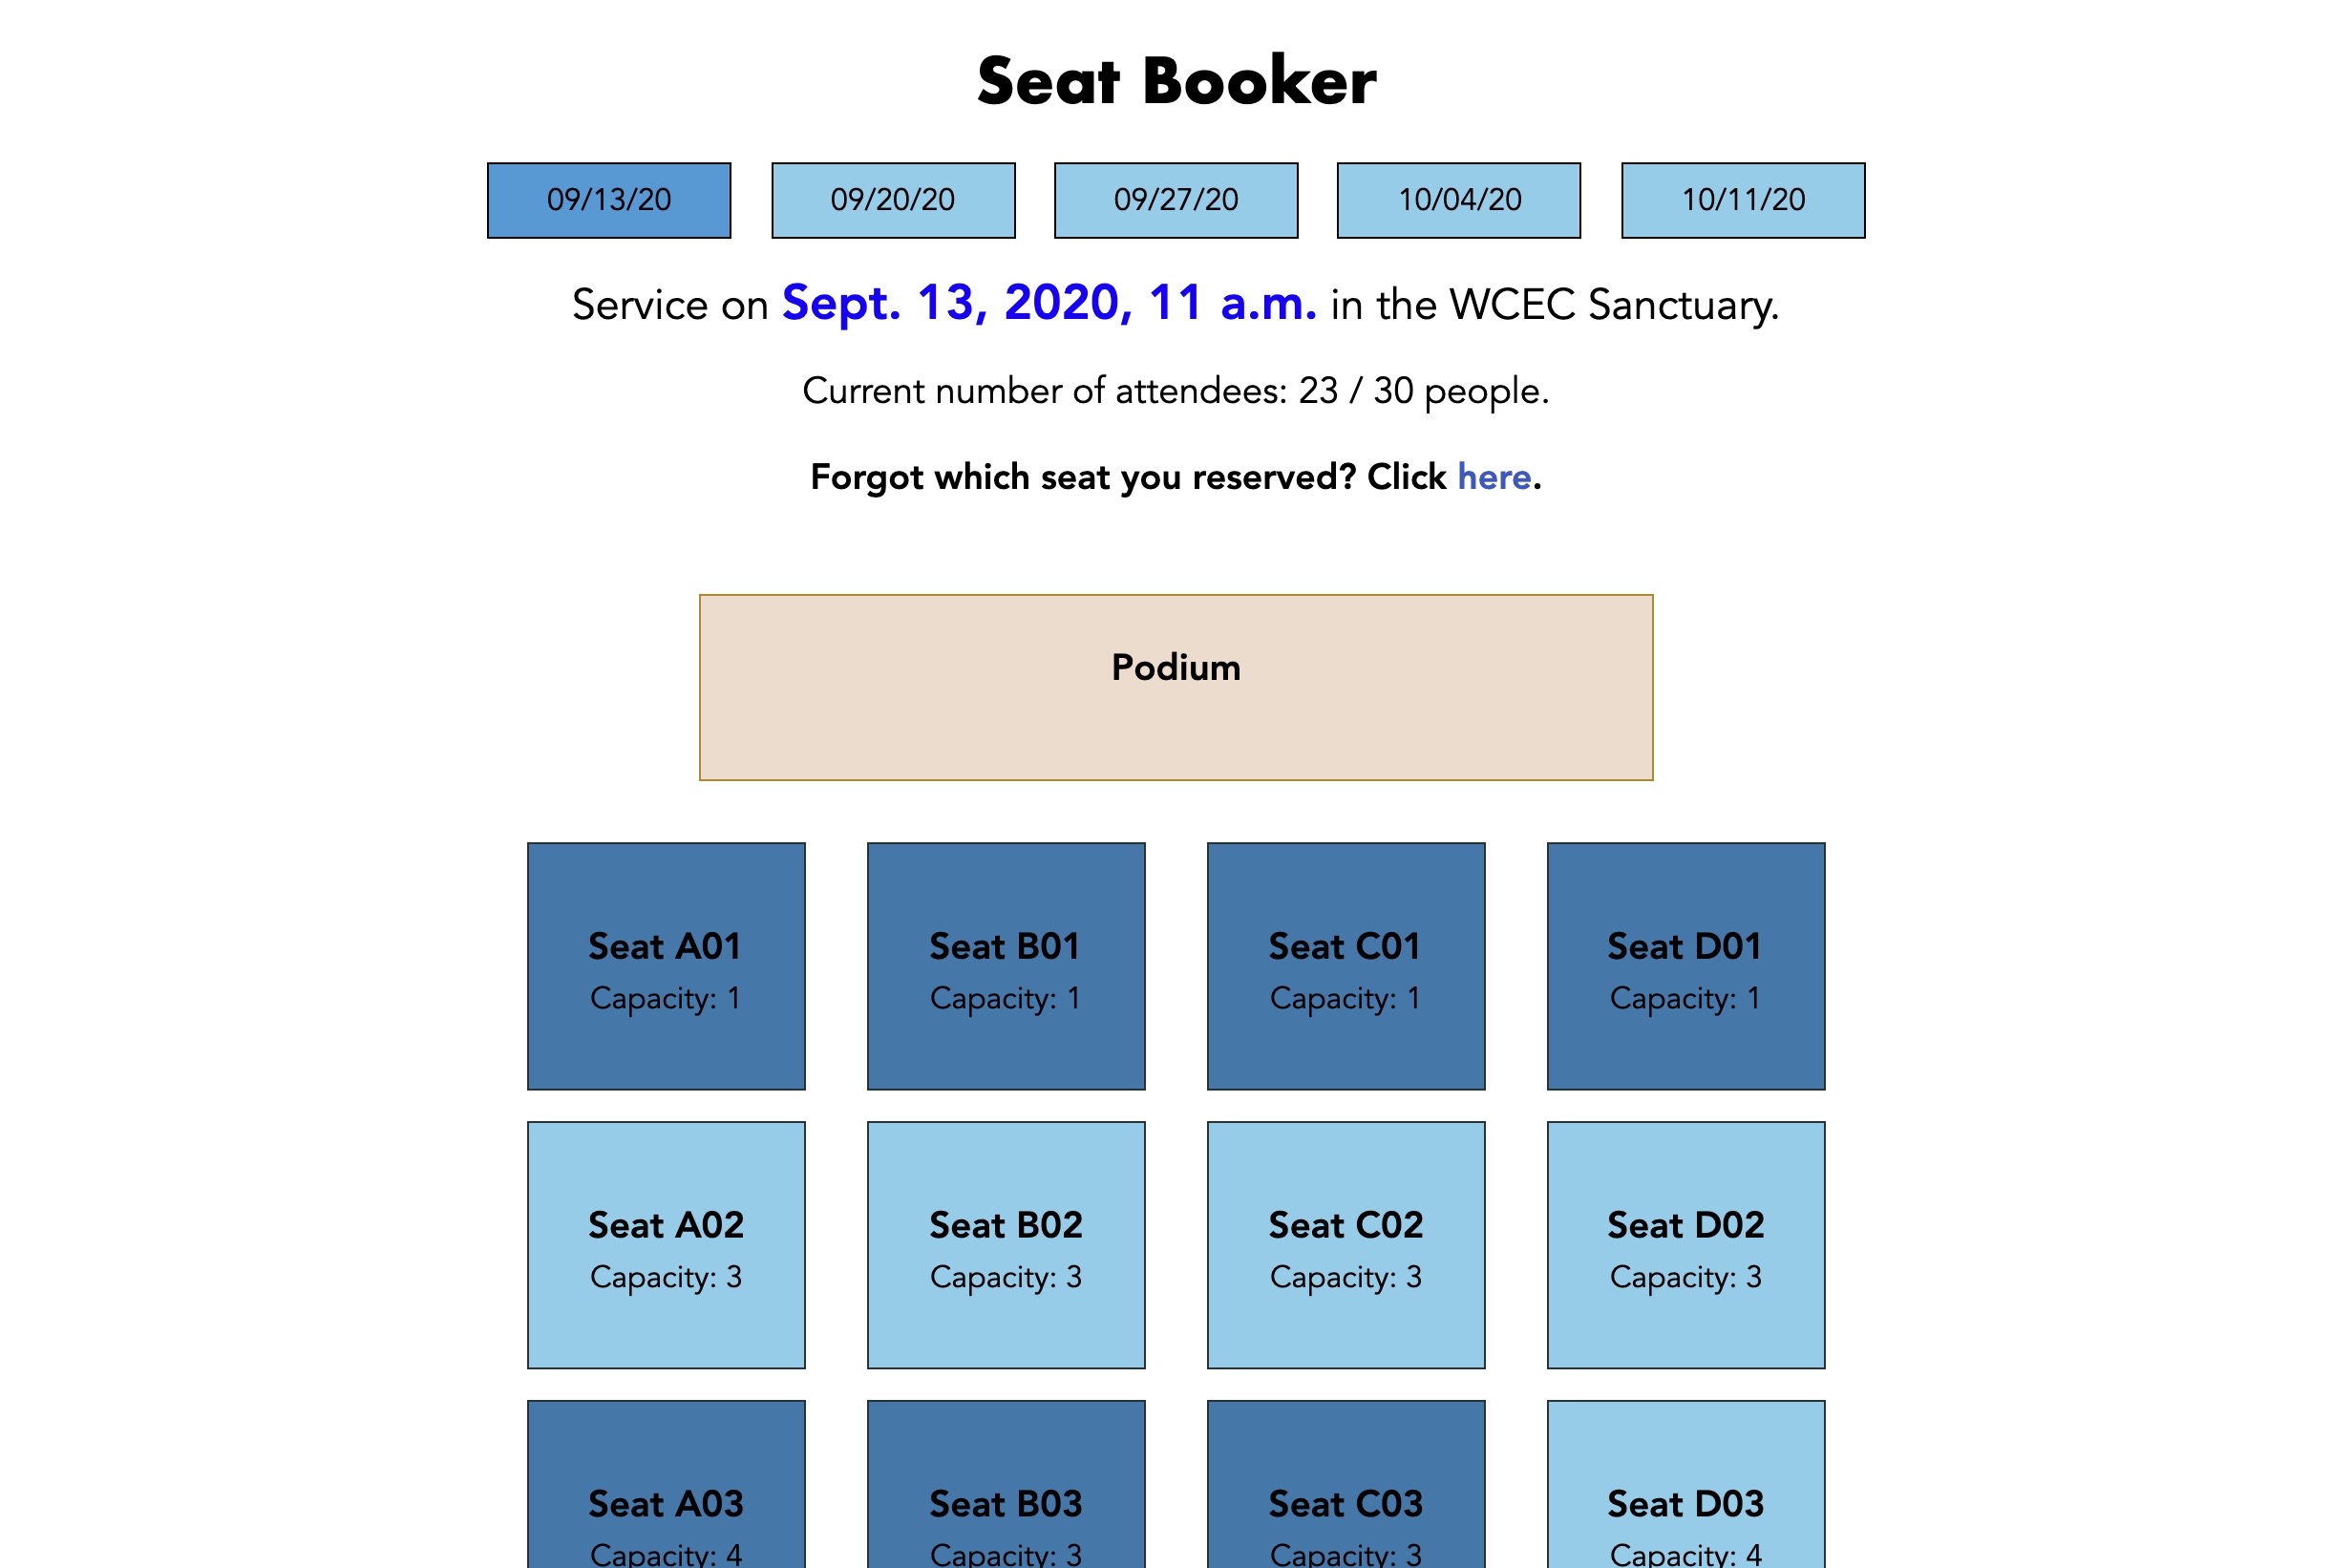 Seat Booker
09/13/20 09/20/20 09/27/20 10/04/20 10/11/20
Service on Sept. 13, 2020, 11 a.m. in the WCEC Sanctuary.
Current number of attendees: 23 / 30 people.
Forgot which seat you reserved? Click here.
Podium
Seat A01 Seat B01 Seat C01 Seat D01
Capacity: 1 Capacity: 1 Capacity: 1 Capacity: 1
Seat A02 Seat B02 Seat C02 Seat D02
Capacity: 3 Capacity: 3 Capacity: 3 Capacity: 3
Seat A03 Seat B03 Seat C03 Seat D03
Capacity: 4 Capacity: 3 Capacity: 3 Capacity: 4